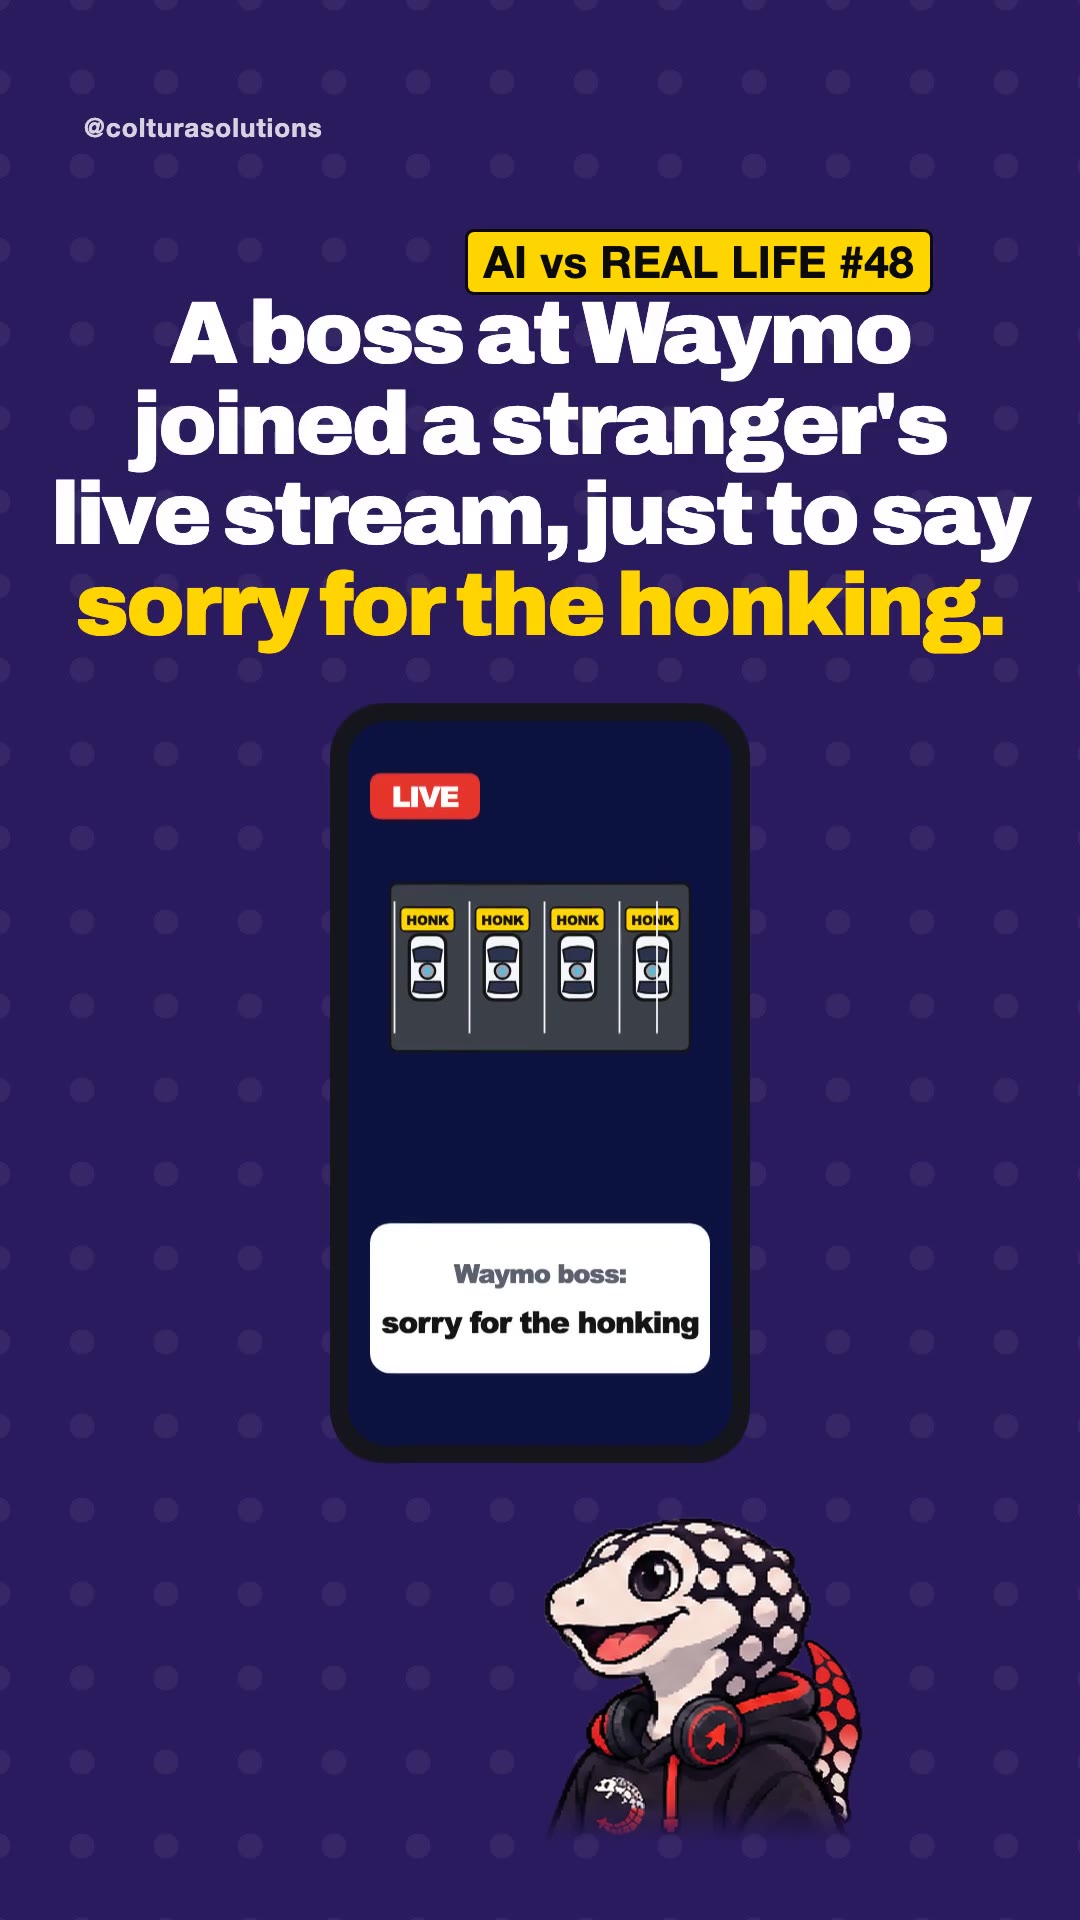 @colturasolutions
AI vs REAL LIFE #48
A boss at Waymo
joined a stranger's
live stream, just to say
sorry for the honking.
LIVE
HONK HONK HONK HONK
Waymo boss:
sorry for the honking